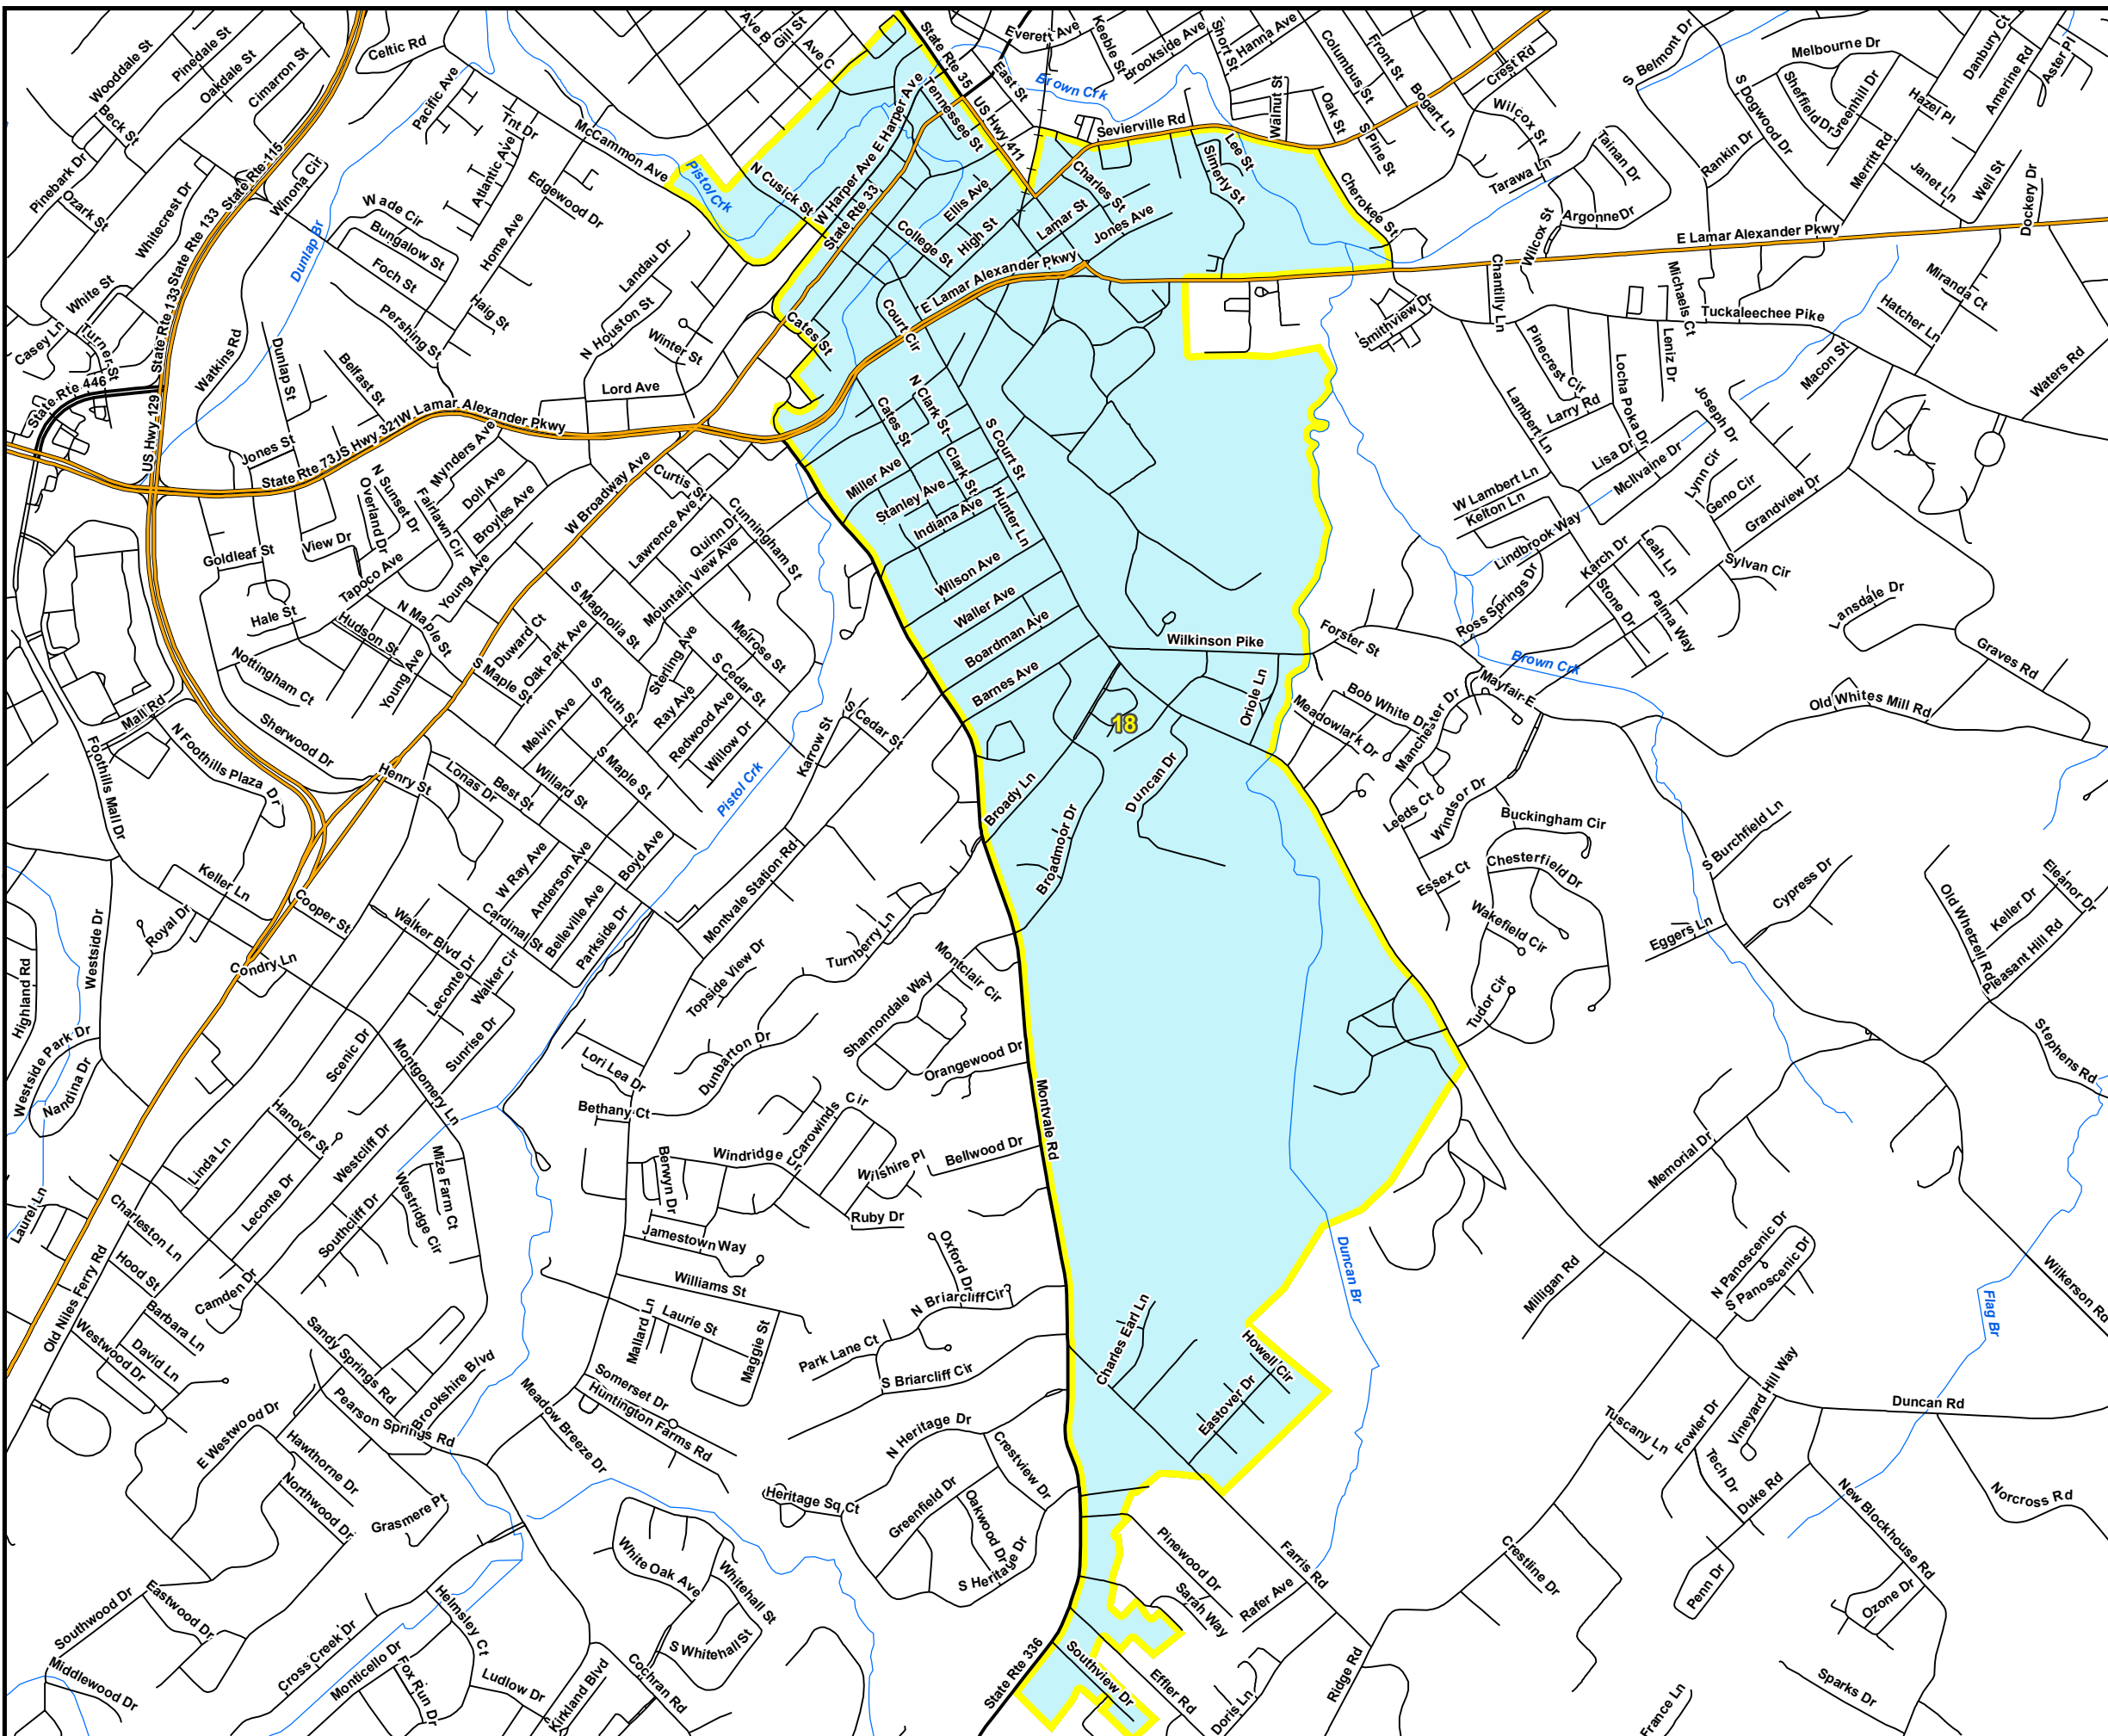 Celtic Rd
Wooddale St
Pinedale St
Oakdale St
Cimarron St
Beck St
Pinebark Dr
Ozark St
Whitecrest Dr
State Rte 115
State Rte 133
State Rte 133
Winona Cir
Pacific Ave
Tnt Dr
Atlantic Ave
McCammon Ave
Edgewood Dr
Wade Cir
Bungalow St
Foch St
Home Ave
Haig St
Pershing St
Dunlap Br
Landau Dr
N Houston St
Winter St
Lord Ave
White St
Turner St
Casey Ln
State Rte 446
US Hwy 129
Watkins Rd
Dunlap St
Belfast St
Jones St
State Rte 73
US Hwy 321
W Lamar Alexander Pkwy
Ave B
Gill St
Ave C
State Rte 35
US Hwy 411
Everett Ave
East St
Keeble St
Brookside Ave
Short St
Hanna Ave
Brown Crk
Columbus St
Front St
Bogart Ln
Crest Rd
Walnut St
Oak St
S Pine St
Sevierville Rd
Wilcox St
Tarawa Ln
Tainan Dr
Argonne Dr
Wilcox St
Cherokee St
Lee St
Simerly St
Charles St
Lamar St
Jones Ave
Tennessee St
E Harper Ave
W Harper Ave
State Rte 33
N Cusick St
Pistol Crk
Ellis Ave
College St
High St
E Lamar Alexander Pkwy
Court Cir
Cates St
S Belmont Dr
S Dogwood Dr
Melbourne Dr
Sheffield Dr
Greenhill Dr
Rankin Dr
Merritt Rd
Hazel Pl
Danbury Ct
Amerine Rd
Aster Pl
Janet Ln
Well St
Dockery Dr
E Lamar Alexander Pkwy
Smithview Dr
Chantilly Ln
Michaels Ct
Tuckaleechee Pike
Miranda Ct
Hatcher Ln
Macon St
Waters Rd
Pinecrest Cir
Locha Poka Dr
Leniz Dr
Joseph Dr
Lambert Ln
Larry Rd
Lisa Dr
McIlvaine Dr
Lynn Cir
Geno Cir
Grandview Dr
W Lambert Ln
Kelton Ln
Lindbrook Way
Karch Dr
Leah Ln
Stone Dr
Palma Way
Sylvan Cir
Ross Springs Dr
Lansdale Dr
Graves Rd
Old Whites Mill Rd
Brown Crk
N Clark St
Cates St
Clark St
S Court St
Miller Ave
Stanley Ave
Indiana Ave
Hunter Ln
Wilson Ave
Waller Ave
Boardman Ave
Barnes Ave
Wilkinson Pike
Oriole Ln
18
Duncan Dr
Broady Ln
Broadmoor Dr
Forster St
Bob White Dr
Meadowlark Dr
Manchester Dr
Mayfair E
Leeds Ct
Windsor Dr
Buckingham Cir
Chesterfield Dr
Essex Ct
Wakefield Cir
Tudor Cir
S Burchfield Ln
Cypress Dr
Eggers Ln
Old Whetzell Rd
Keller Dr
Eleanor Dr
Pleasant Hill Rd
Stephens Rd
Mynders Ave
Doll Ave
Broyles Ave
N Sunset Dr
Overland Dr
Fairlawn Cir
View Dr
Goldleaf St
Tapoco Ave
Young Ave
Hale St
Hudson St
N Maple St
Young Ave
Nottingham Ct
Sherwood Dr
W Broadway Ave
Curtis St
Lawrence Ave
Quinn Dr
Cunningham St
Mountain View Ave
S Magnolia St
Duward Ct
Oak Park Ave
S Maple St
Sterling Ave
Melrose St
S Cedar St
S Ruth St
Ray Ave
Redwood Ave
Willow Dr
Melvin Ave
S Maple St
Karrow St
S Cedar St
Pistol Crk
Mall Rd
Foothills Mall Dr
N Foothills Plaza Dr
Henry St
Lonas Dr
Best St
Willard St
W Ray Ave
Anderson Ave
Boyd Ave
Belleville Ave
Parkside Dr
Cardinal St
Keller Ln
Royal Dr
Cooper St
Condry Ln
Walker Blvd
Leconte Dr
Walker Cir
Sunrise Dr
Scenic Dr
Montgomery Ln
Westside Dr
Highland Rd
Westside Park Dr
Nandina Dr
Hanover St
Linda Ln
Leconte Dr
Westcliff Dr
Southcliff Dr
Westridge Cir
Mize Farm Ct
Laurel Ln
Charleston Ln
Hood St
Camden Dr
Barbara Ln
David Ln
Westwood Dr
Old Niles Ferry Rd
Sandy Springs Rd
Pearson Springs Rd
Brookshire Blvd
E Westwood Dr
Hawthorne Dr
Northwood Dr
Grasmere Pt
Southwood Dr
Eastwood Dr
Middlewood Dr
Cross Creek Dr
Monticello Dr
Fox Run Dr
Helmsley Ct
Ludlow Dr
Kirkland Blvd
Cochran Rd
Montvale Station Rd
Topside View Dr
Turnberry Ln
Montclair Cir
Shannondale Way
Orangewood Dr
Dunbarton Dr
Lori Lea Dr
Bethany Ct
Berwyn Dr
Windridge Dr
Carowinds Cir
Wilshire Pl
Bellwood Dr
Ruby Dr
Jamestown Way
Montvale Rd
Williams St
Oxford Dr
N Briarcliff Cir
Mallard Ln
Laurie St
Maggie St
Park Lane Ct
S Briarcliff Cir
Somerset Dr
Huntington Farms Rd
Meadow Breeze Dr
N Heritage Dr
Crestview Dr
Heritage Sq Ct
Greenfield Dr
Oakwood Dr
S Heritage Dr
White Oak Ave
Whitehall St
S Whitehall St
Charles Earl Ln
Howell Cir
Eastover Dr
Duncan Br
Memorial Dr
Milligan Rd
N Panoscenic Dr
S Panoscenic Dr
Wilkerson Rd
Flag Br
Duncan Rd
Vineyard Hill Way
Fowler Dr
Tuscany Ln
Tech Dr
Duke Rd
Norcross Rd
New Blockhouse Rd
Crestline Dr
Penn Dr
Ozone Dr
Sparks Dr
France Ln
Farris Rd
Pinewood Dr
Sarah Way
Rafer Ave
Ridge Rd
Doris Ln
Effler Rd
Southview Dr
State Rte 336